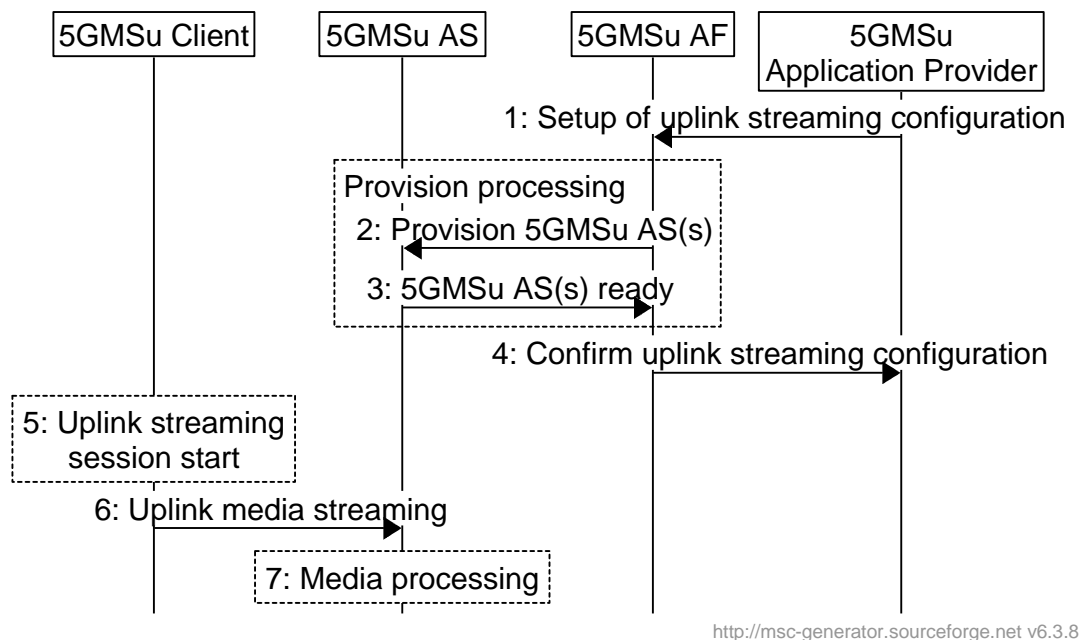 5GMSu Client
5GMSu AS
5GMSu AF
5GMSu
Application Provider
1: Setup of uplink streaming configuration
Provision processing
2: Provision 5GMSu AS(s)
3: 5GMSu AS(s) ready
4: Confirm uplink streaming configuration
5: Uplink streaming
session start
6: Uplink media streaming
7: Media processing
http://msc-generator.sourceforge.net v6.3.8